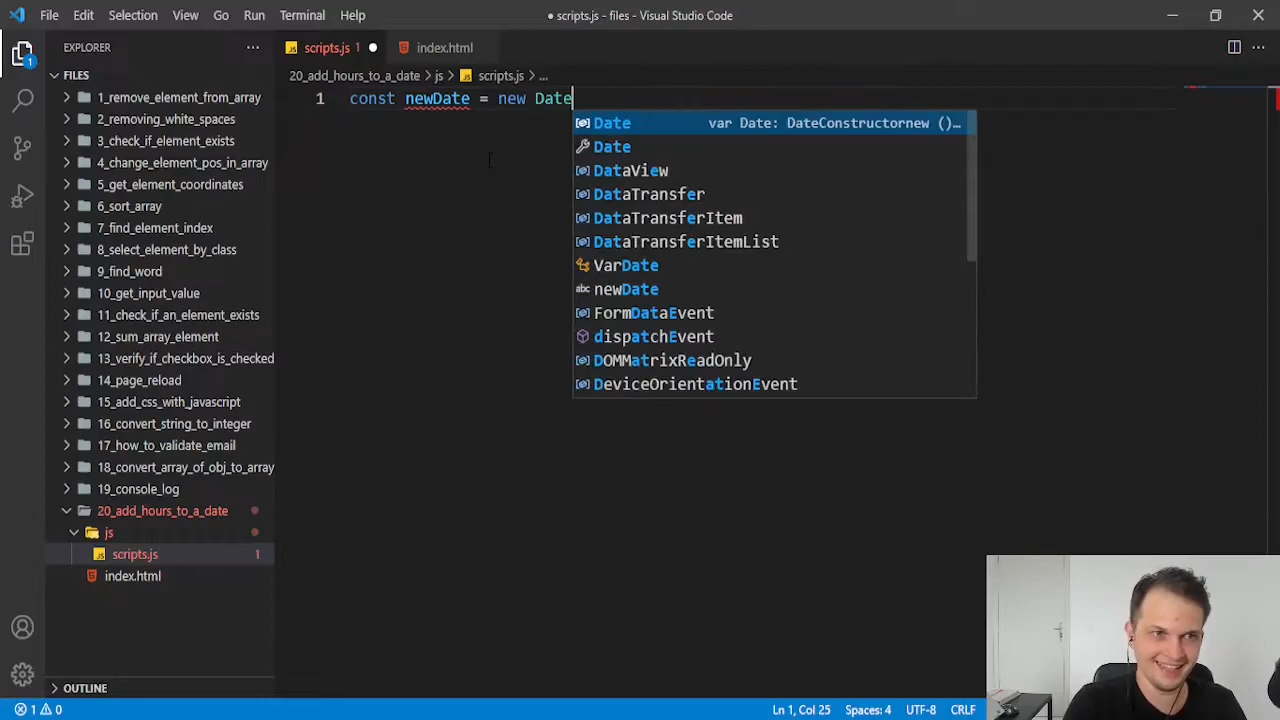 File Edit Selection View Go Run Terminal Help
● scripts.js - files - Visual Studio Code
EXPLORER
scripts.js 1
index.html
FILES
20_add_hours_to_a_date > js > scripts.js > ...
1_remove_element_from_array
2_removing_white_spaces
3_check_if_element_exists
4_change_element_pos_in_array
5_get_element_coordinates
6_sort_array
7_find_element_index
8_select_element_by_class
9_find_word
10_get_input_value
11_check_if_an_element_exists
12_sum_array_element
13_verify_if_checkbox_is_checked
14_page_reload
15_add_css_with_javascript
16_convert_string_to_integer
17_how_to_validate_email
18_convert_array_of_obj_to_array
19_console_log
20_add_hours_to_a_date
js
scripts.js 1
index.html
OUTLINE
1 const newDate = new Date
Date var Date: DateConstructornew ()...
Date
DataView
DataTransfer
DataTransferItem
DataTransferItemList
VarDate
abc newDate
FormDataEvent
dispatchEvent
DOMMatrixReadOnly
DeviceOrientationEvent
1 0
Ln 1, Col 25 Spaces: 4 UTF-8 CRLF